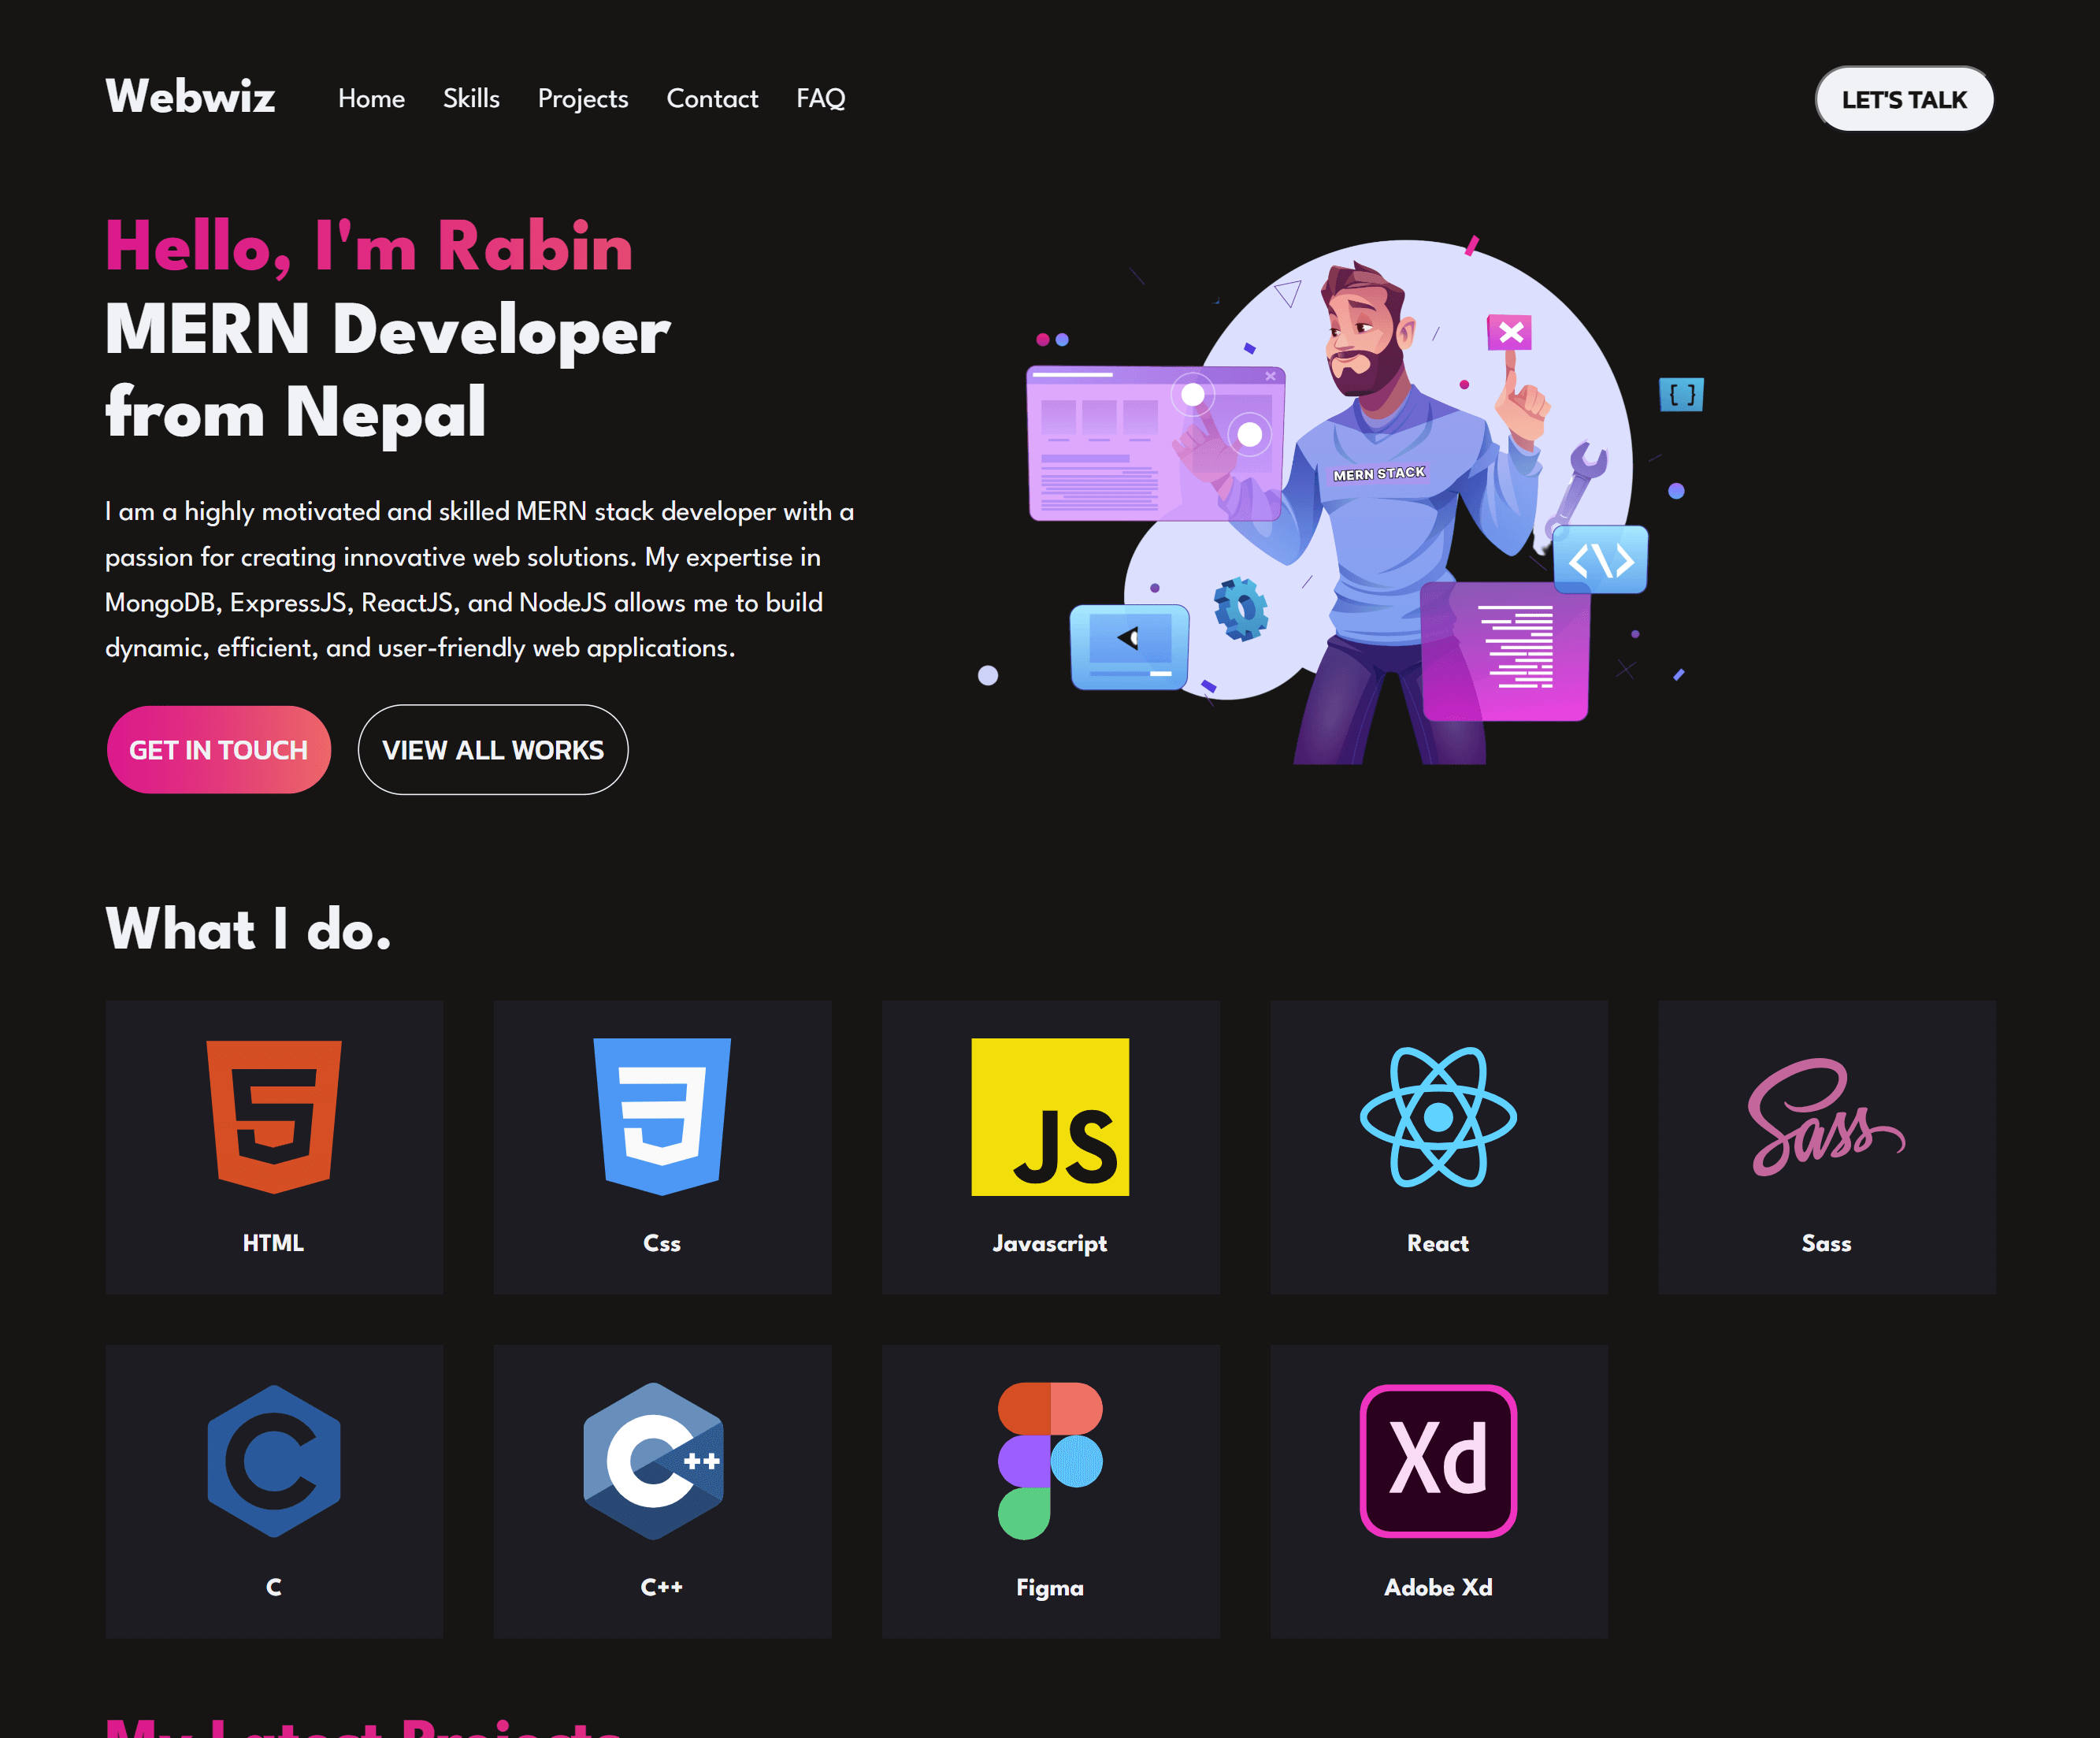 Webwiz Home Skills Projects Contact FAQ LET'S TALK
Hello, I'm Rabin
MERN Developer
from Nepal
I am a highly motivated and skilled MERN stack developer with a
passion for creating innovative web solutions. My expertise in
MongoDB, ExpressJS, ReactJS, and NodeJS allows me to build
dynamic, efficient, and user-friendly web applications.
GET IN TOUCH VIEW ALL WORKS
MERN STACK
{ }
<\>
What I do.
JS
Sass
HTML Css Javascript React Sass
C
C++
Xd
C C++ Figma Adobe Xd
My Latest Projects